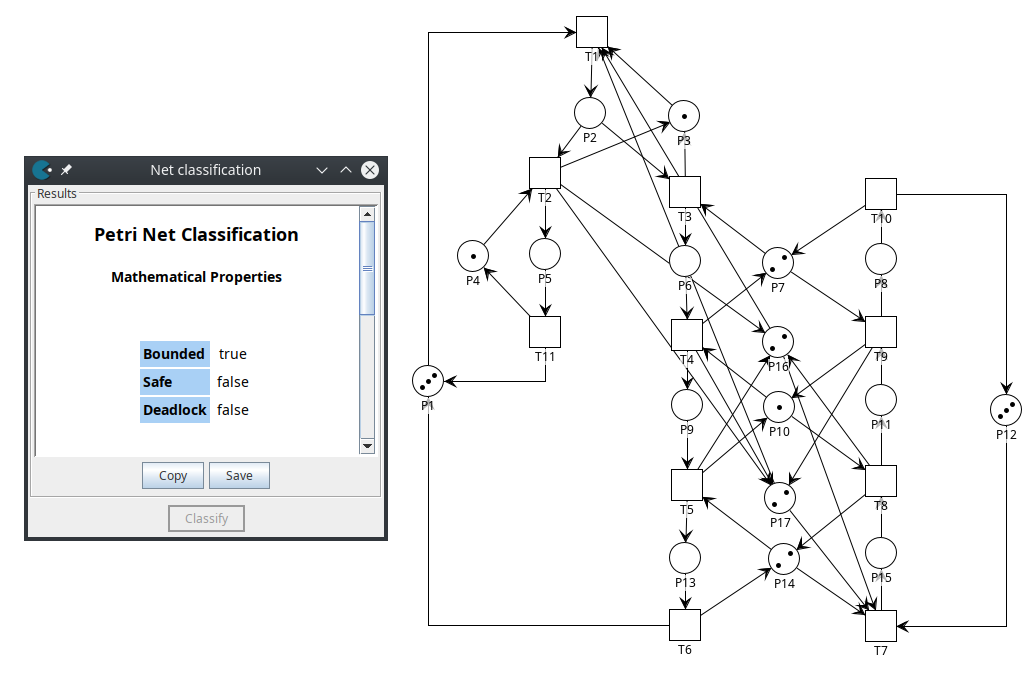 Net classification
Results
Petri Net Classification
Mathematical Properties
Bounded true
Safe false
Deadlock false
Copy Save
Classify
T1
P2
P3
T2
T3
T10
P4
P5
P6
P7
P8
T11
T4
P16
T9
P1
P9
P10
P11
P12
T5
P17
T8
P13
P14
P15
T6
T7